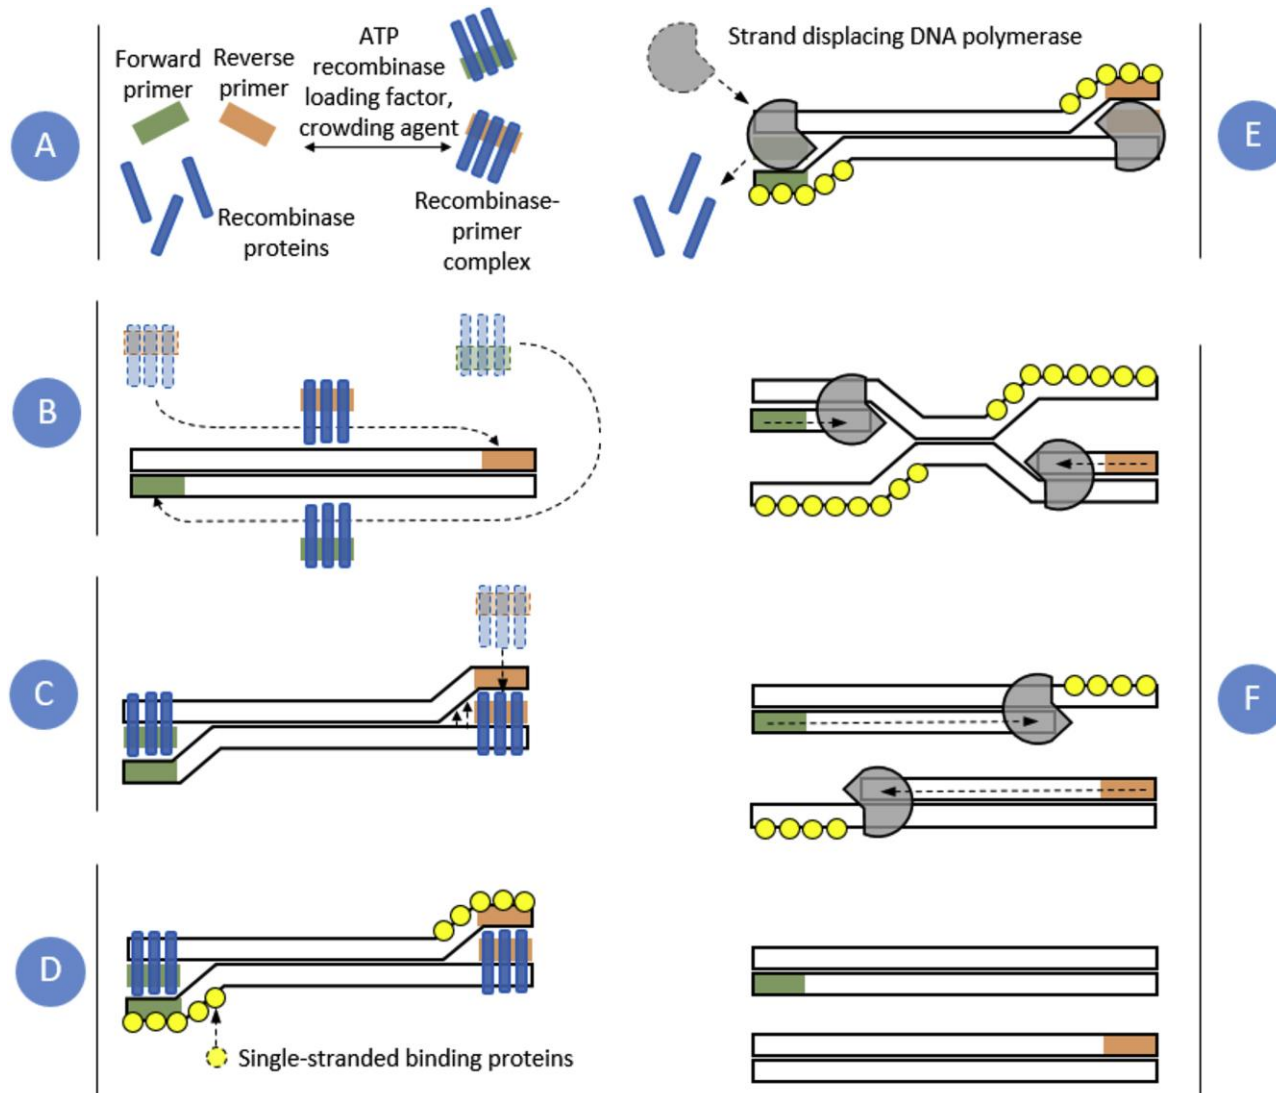 A
Forward
primer
Reverse
primer
ATP
recombinase
loading factor,
crowding agent
Recombinase
proteins
Recombinase-
primer
complex
B
C
D
Single-stranded binding proteins
Strand displacing DNA polymerase
E
F